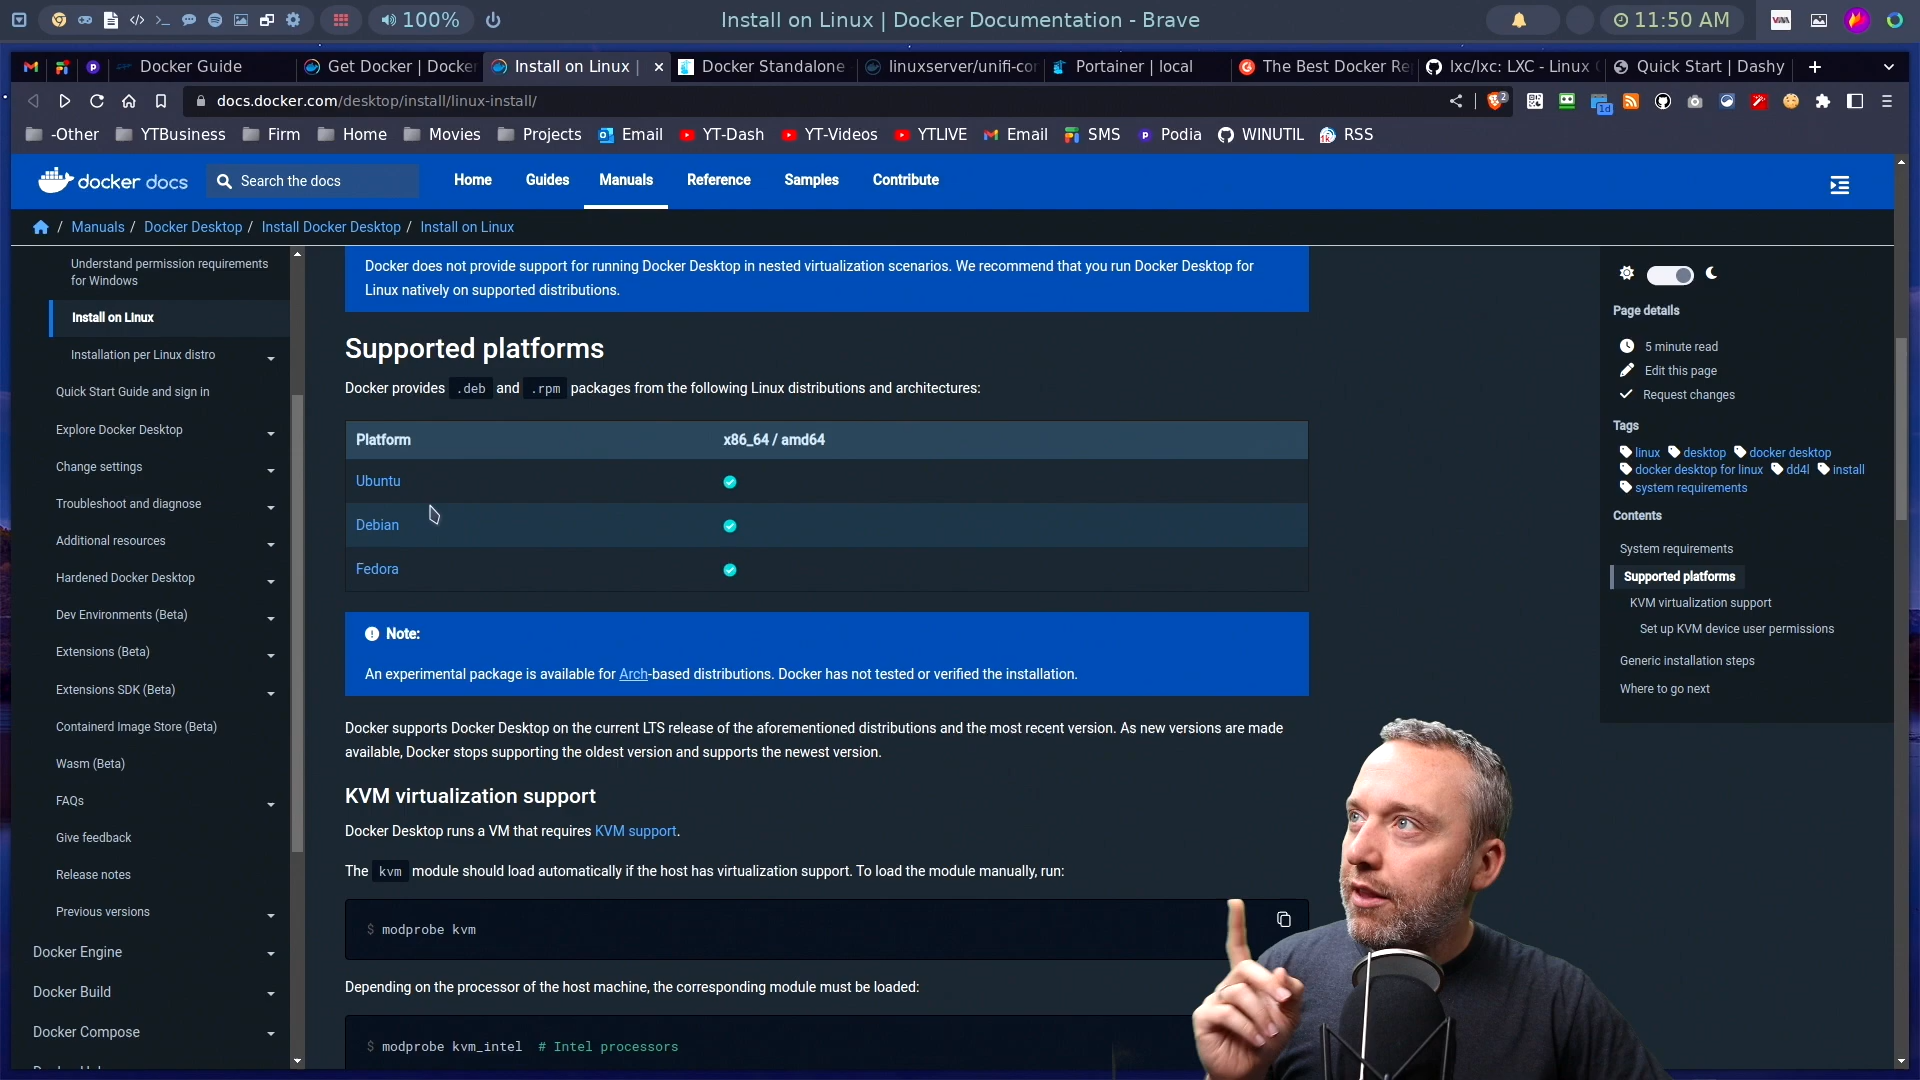 100%
Install on Linux | Docker Documentation - Brave
11:50 AM
Docker Guide
Get Docker | Docker
Install on Linux |
Docker Standalone
linuxserver/unifi-cor
Portainer | local
The Best Docker Re
lxc/lxc: LXC - Linux
Quick Start | Dashy
docs.docker.com/desktop/install/linux-install/
2
1d
-Other
YTBusiness
Firm
Home
Movies
Projects
Email
YT-Dash
YT-Videos
YTLIVE
Email
SMS
Podia
WINUTIL
RSS
docker docs
Search the docs
Home
Guides
Manuals
Reference
Samples
Contribute
/ Manuals / Docker Desktop / Install Docker Desktop / Install on Linux
Understand permission requirements
for Windows
Install on Linux
Installation per Linux distro
Quick Start Guide and sign in
Explore Docker Desktop
Change settings
Troubleshoot and diagnose
Additional resources
Hardened Docker Desktop
Dev Environments (Beta)
Extensions (Beta)
Extensions SDK (Beta)
Containerd Image Store (Beta)
Wasm (Beta)
FAQs
Give feedback
Release notes
Previous versions
Docker Engine
Docker Build
Docker Compose
Docker does not provide support for running Docker Desktop in nested virtualization scenarios. We recommend that you run Docker Desktop for
Linux natively on supported distributions.
Supported platforms
Docker provides .deb and .rpm packages from the following Linux distributions and architectures:
Platform
x86_64 / amd64
Ubuntu
Debian
Fedora
Note:
An experimental package is available for Arch-based distributions. Docker has not tested or verified the installation.
Docker supports Docker Desktop on the current LTS release of the aforementioned distributions and the most recent version. As new versions are made
available, Docker stops supporting the oldest version and supports the newest version.
KVM virtualization support
Docker Desktop runs a VM that requires KVM support.
The kvm module should load automatically if the host has virtualization support. To load the module manually, run:
$ modprobe kvm
Depending on the processor of the host machine, the corresponding module must be loaded:
$ modprobe kvm_intel # Intel processors
Page details
5 minute read
Edit this page
Request changes
Tags
linux desktop docker desktop
docker desktop for linux dd4l install
system requirements
Contents
System requirements
Supported platforms
KVM virtualization support
Set up KVM device user permissions
Generic installation steps
Where to go next